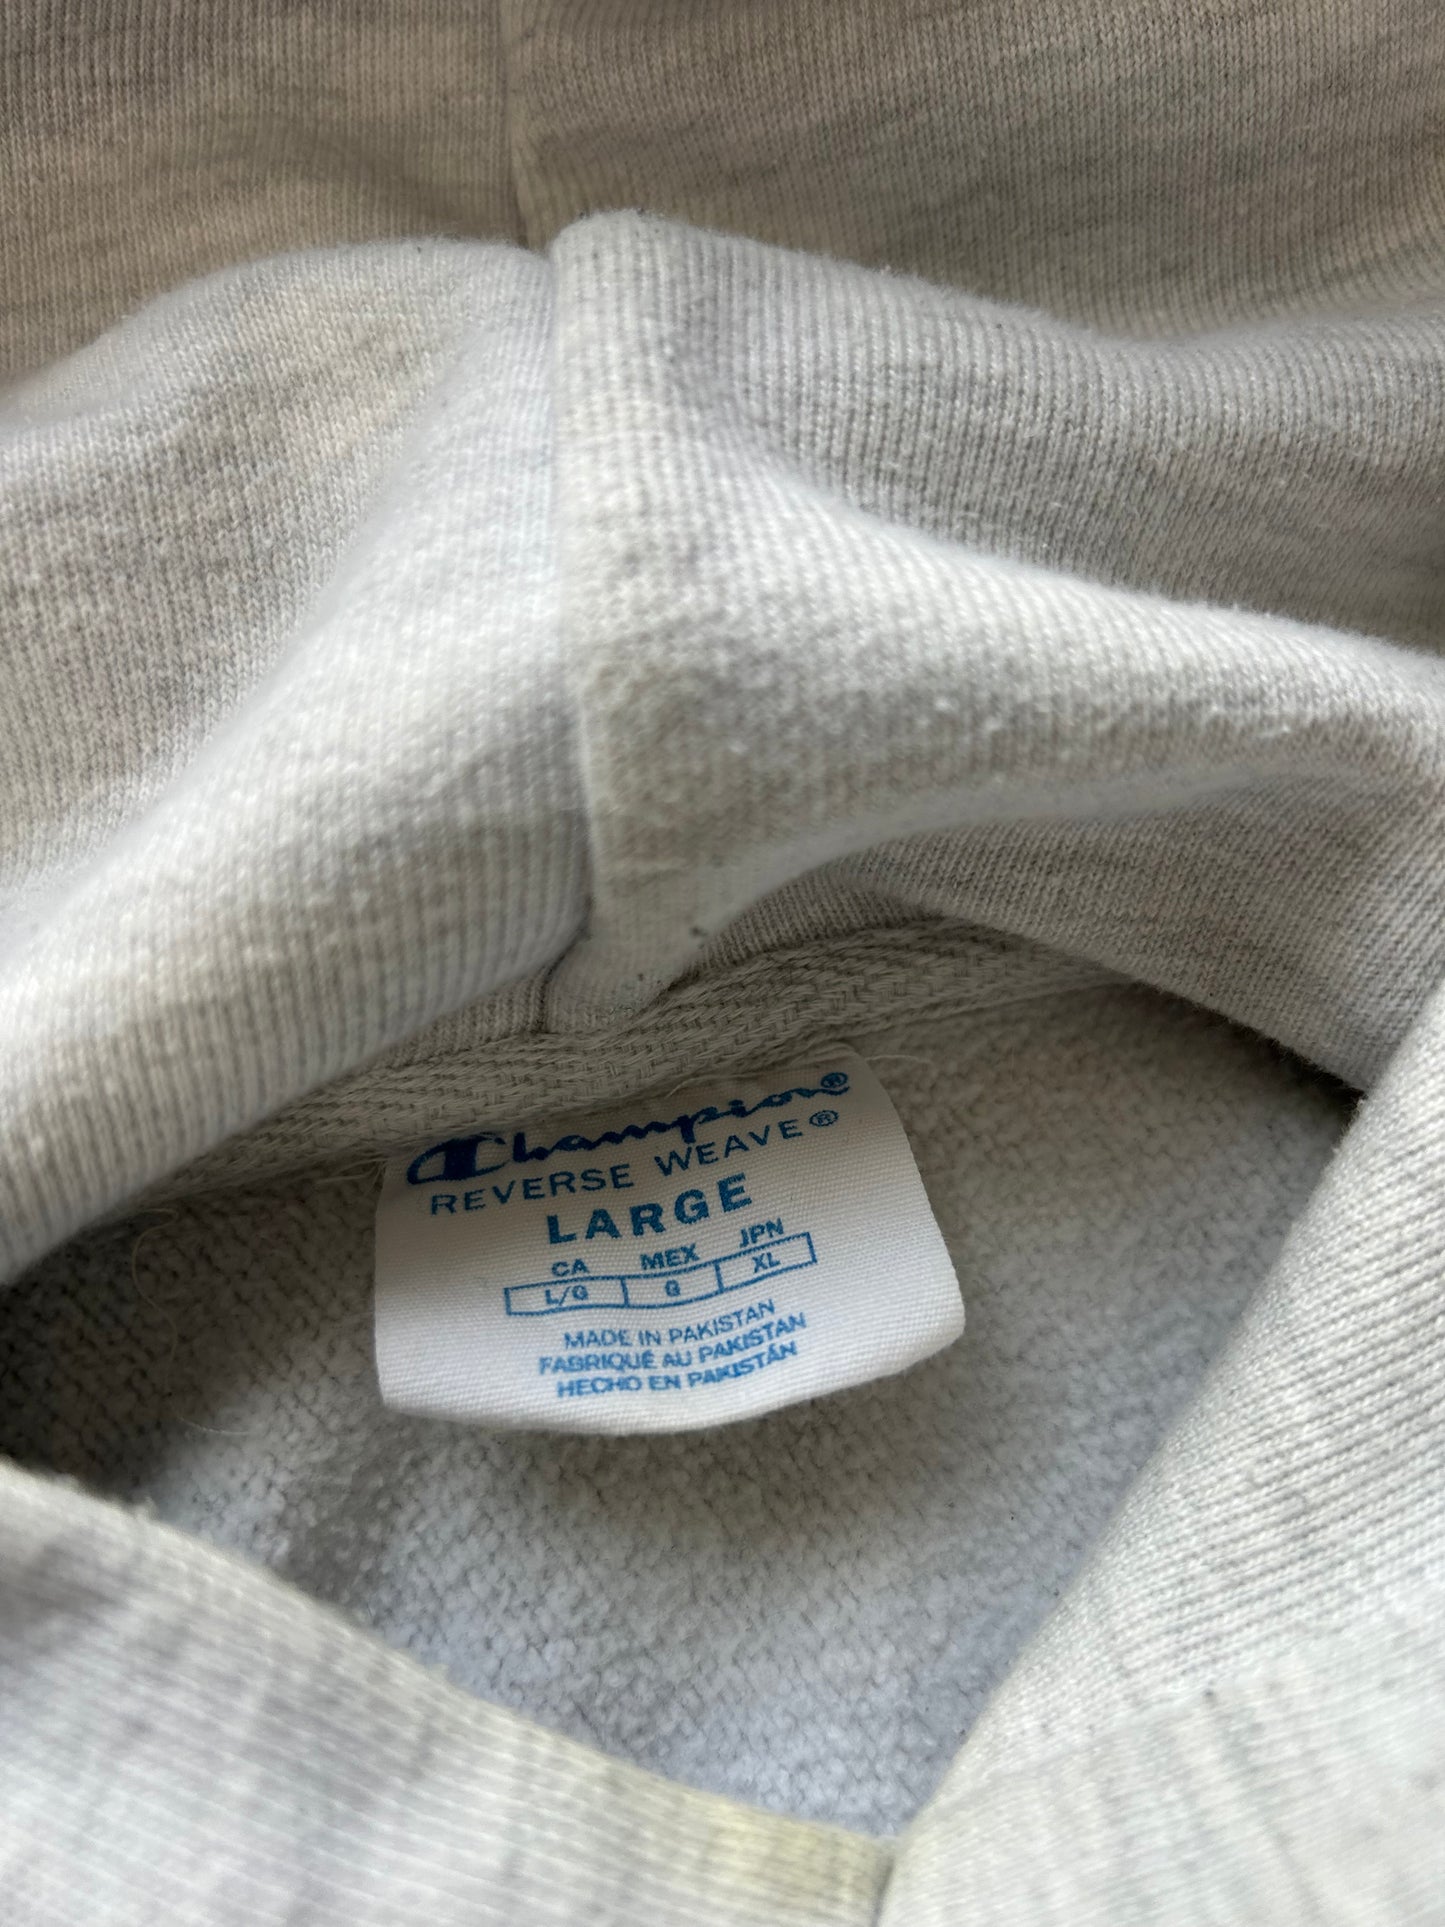 Champion®
REVERSE WEAVE®
LARGE
CA MEX JPN
L/G G XL
MADE IN PAKISTAN
FABRIQUÉ AU PAKISTAN
HECHO EN PAKISTÁN